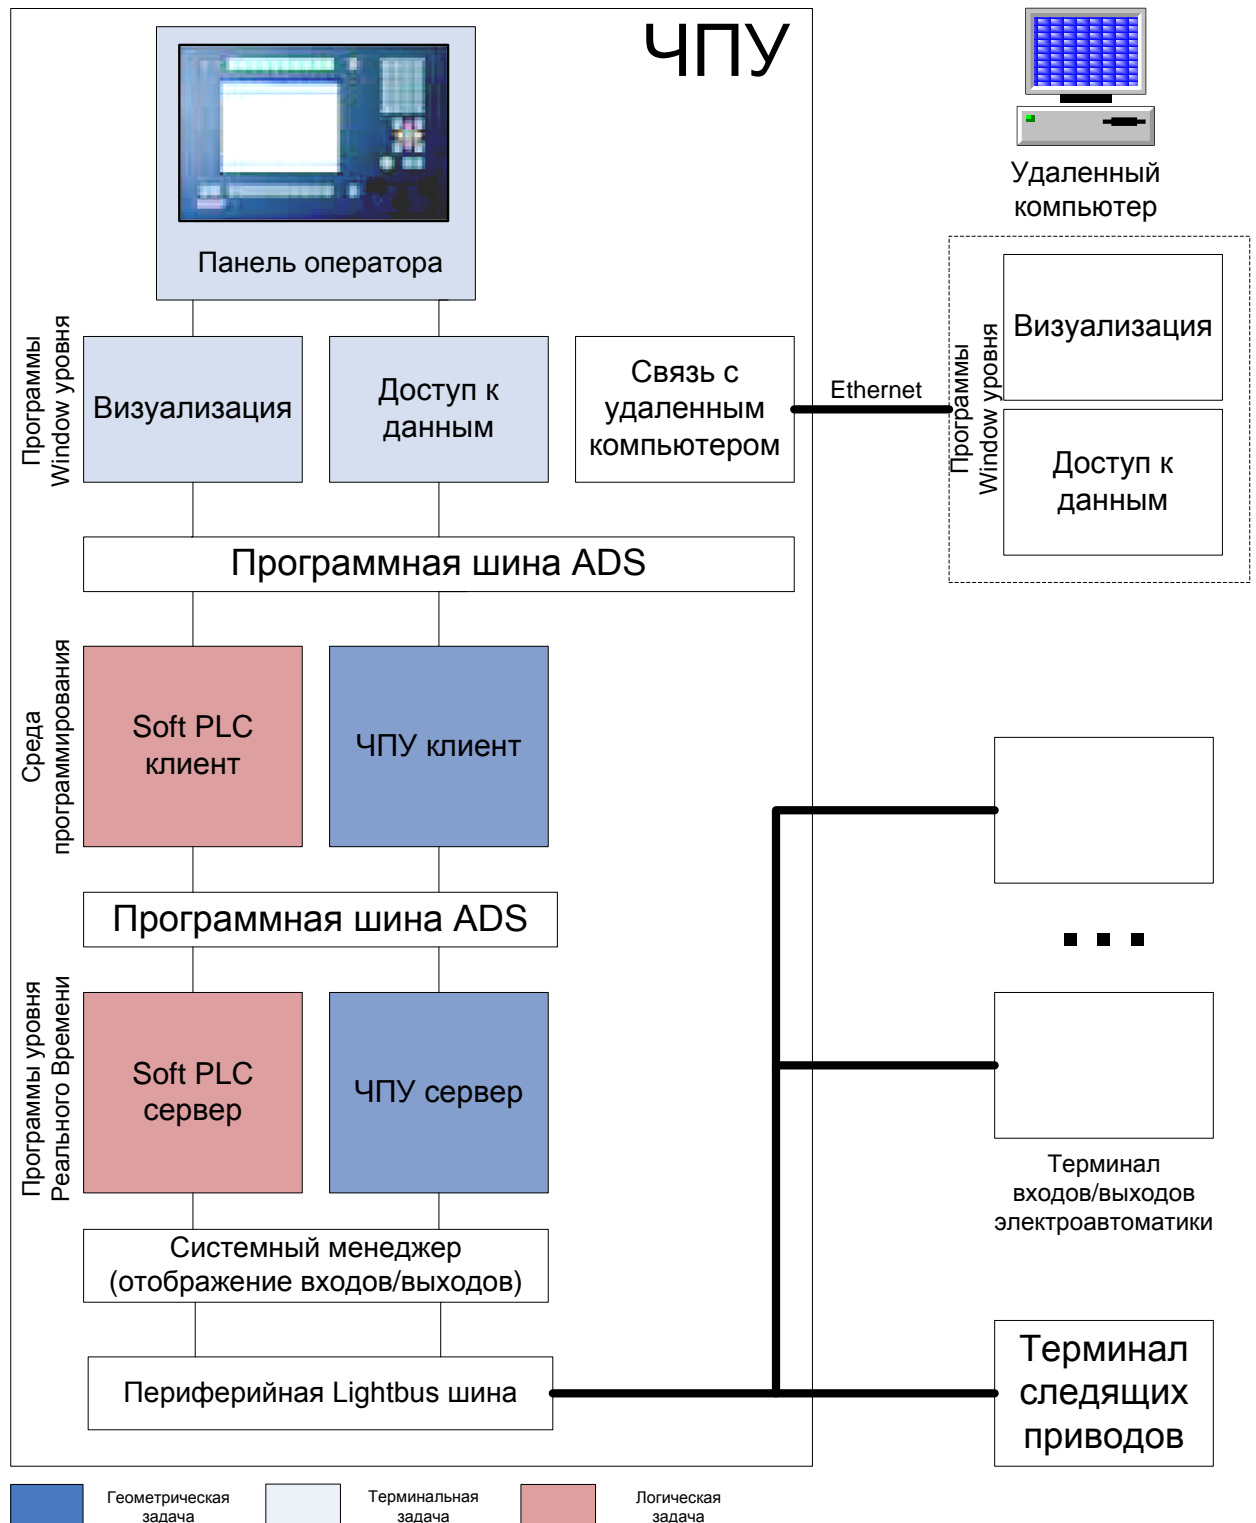 ЧПУ
Панель оператора
Удаленный
компьютер
Программы
Window уровня
Визуализация
Доступ к
данным
Связь с
удаленным
компьютером
Ethernet
Программы
Window уровня
Визуализация
Доступ к
данным
Программная шина ADS
Среда
программирования
Soft PLC
клиент
ЧПУ клиент
Программная шина ADS
Программы уровня
Реального Времени
Soft PLC
сервер
ЧПУ сервер
Терминал
входов/выходов
электроавтоматики
Системный менеджер
(отображение входов/выходов)
Периферийная Lightbus шина
Терминал
следящих
приводов
Геометрическая
задача
Терминальная
задача
Логическая
задача